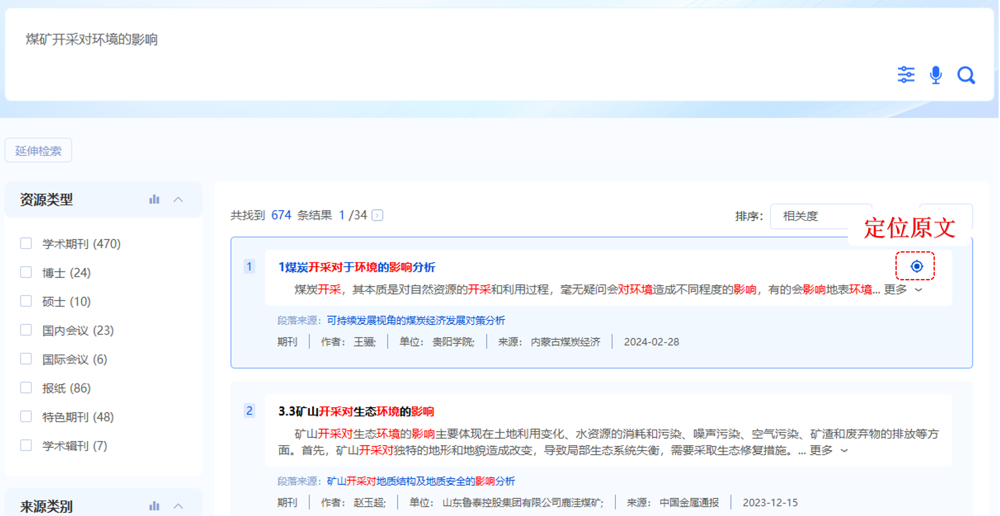 煤矿开采对环境的影响
延伸检索
资源类型
学术期刊 (470)
博士 (24)
硕士 (10)
国内会议 (23)
国际会议 (6)
报纸 (86)
特色期刊 (48)
学术辑刊 (7)
来源类别
共找到 674 条结果 1 /34
排序： 相关度
定位原文
1
1煤炭开采对于环境的影响分析
煤炭开采，其本质是对自然资源的开采和利用过程，毫无疑问会对环境造成不同程度的影响，有的会影响地表环境... 更多
段落来源：可持续发展视角的煤炭经济发展对策分析
期刊 | 作者： 王骊; | 单位： 贵阳学院; | 来源： 内蒙古煤炭经济 | 2024-02-28
2
3.3矿山开采对生态环境的影响
矿山开采对生态环境的影响主要体现在土地利用变化、水资源的消耗和污染、噪声污染、空气污染、矿渣和废弃物的排放等方
面。首先，矿山开采对独特的地形和地貌造成改变，导致局部生态系统失衡，需要采取生态修复措施。... 更多
段落来源：矿山开采对地质结构及地质安全的影响分析
期刊 | 作者： 赵玉超; | 单位： 山东鲁泰控股集团有限公司鹿洼煤矿; | 来源： 中国金属通报 | 2023-12-15